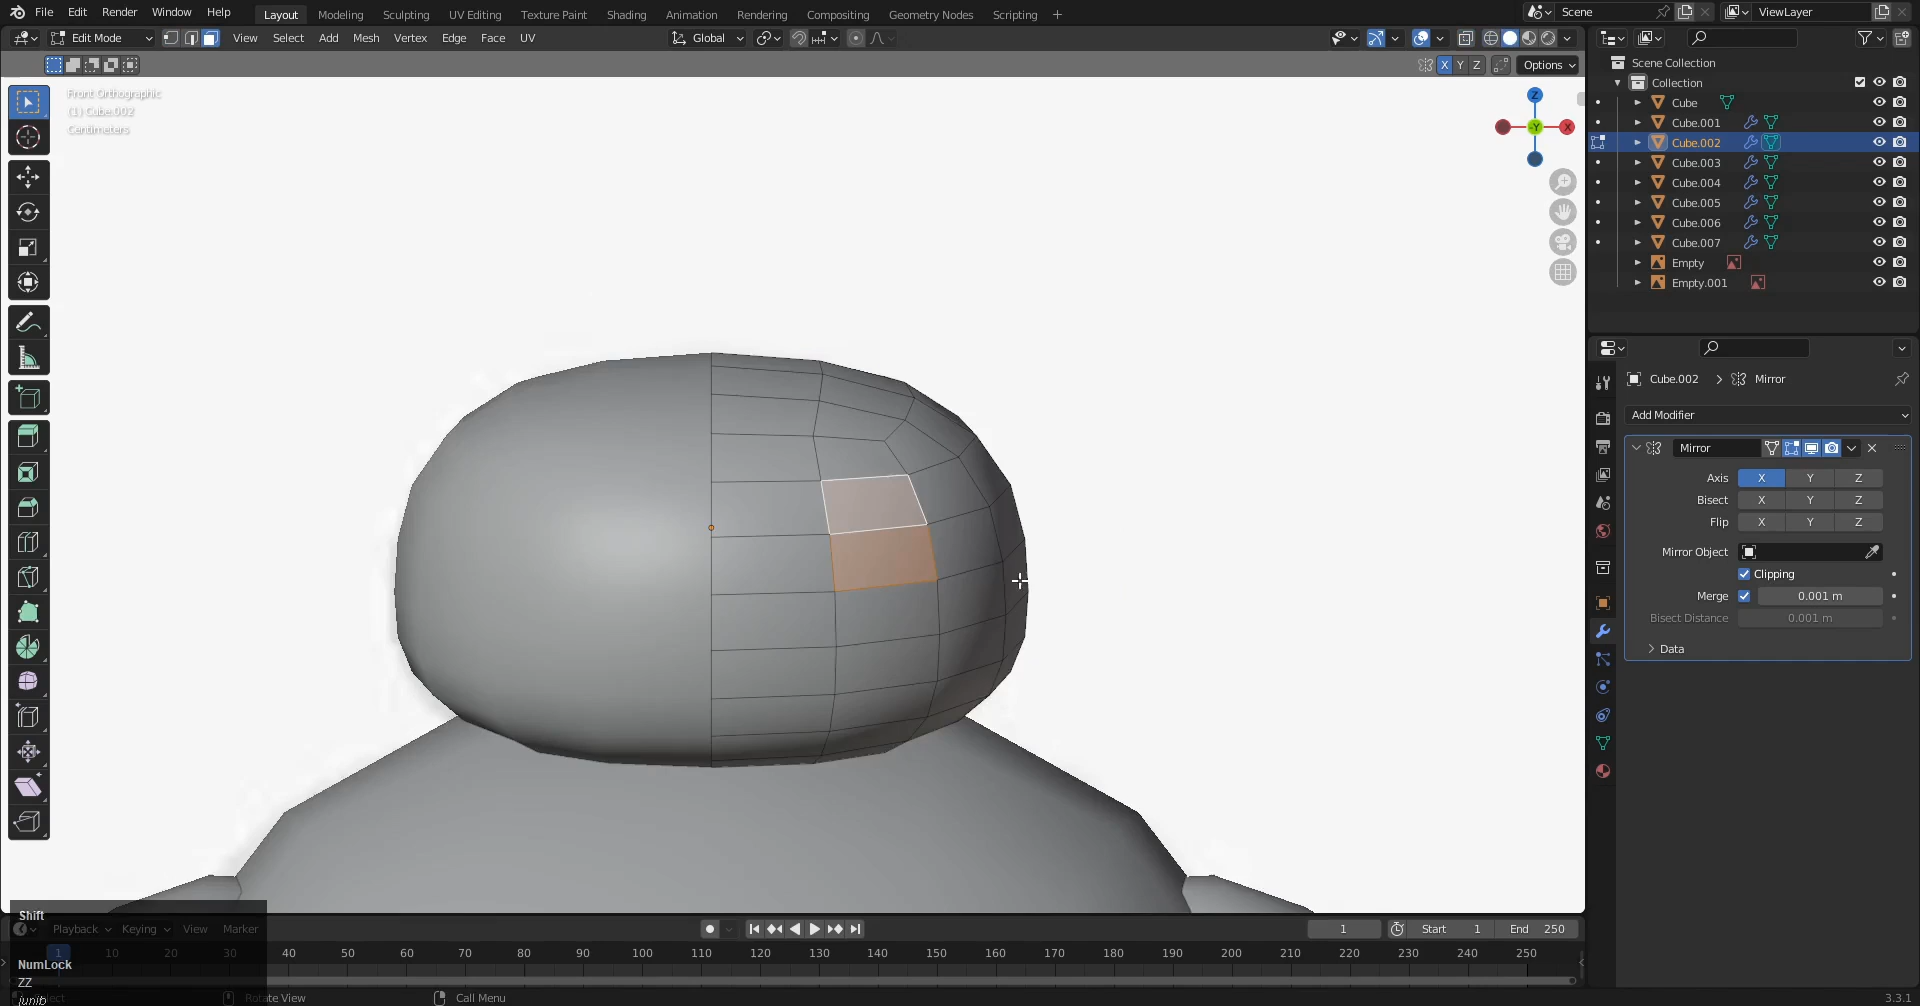 File Edit Render Window Help Layout Modeling Sculpting UV Editing Texture Paint Shading Animation Rendering Compositing Geometry Nodes Scripting + Scene ViewLayer
Edit Mode View Select Add Mesh Vertex Edge Face UV Global
X Y Z Options
Front Orthographic
(1) Cube.002
Centimeters
Z
-Y
X
Scene Collection
Collection
Cube
Cube.001
Cube.002
Cube.003
Cube.004
Cube.005
Cube.006
Cube.007
Empty
Empty.001
Cube.002 > Mirror
Add Modifier
Mirror
Axis X Y Z
Bisect X Y Z
Flip X Y Z
Mirror Object
Clipping
Merge 0.001 m
Bisect Distance 0.001 m
Data
Shift
Playback Keying View Marker 1 Start 1 End 250
1 10 20 30 40 50 60 70 80 90 100 110 120 130 140 150 160 170 180 190 200 210 220 230 240 250
NumLock
ZZ
junib
Rotate View Call Menu 3.3.1